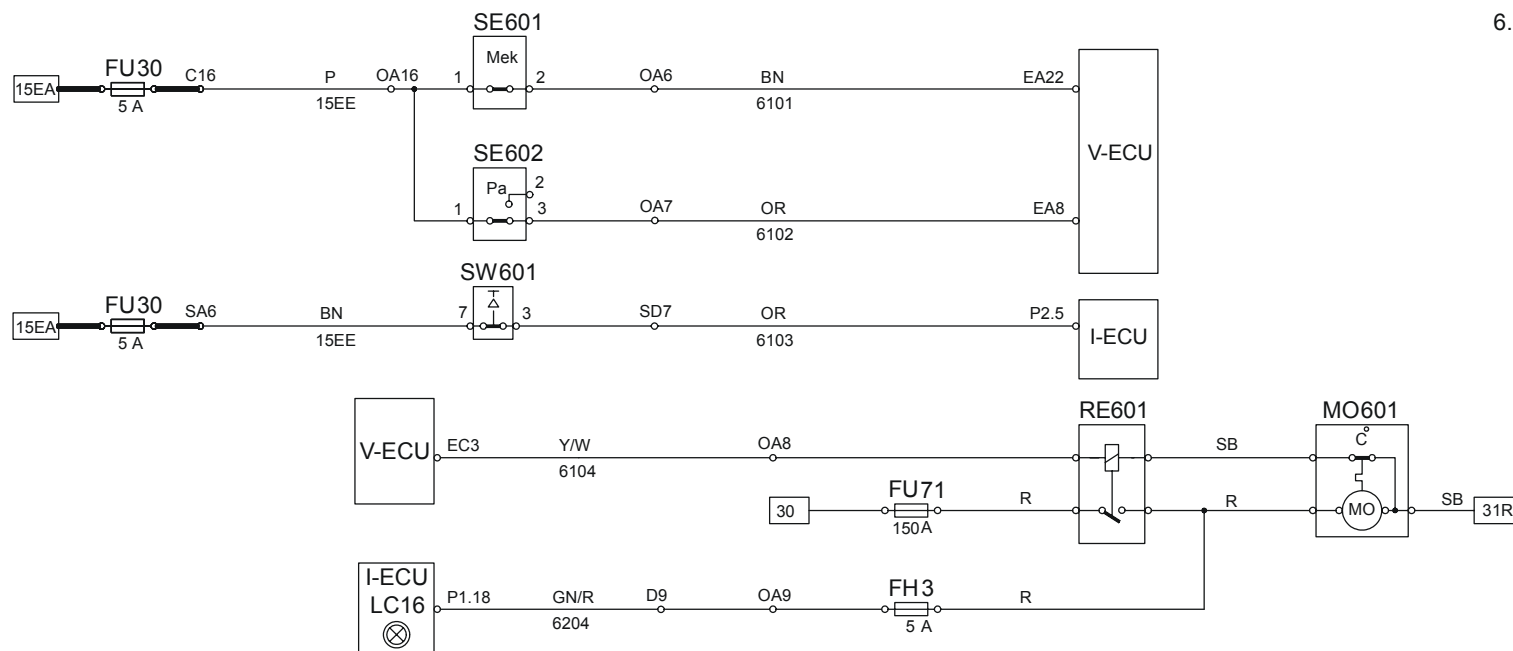 6.
SE601
Mek
15EA
FU30
5 A
C16
P
15EE
OA16
1
2
OA6
BN
6101
EA22
V-ECU
SE602
Pa
2
1
3
OA7
OR
6102
EA8
SW601
15EA
FU30
5 A
SA6
BN
15EE
7
3
SD7
OR
6103
P2.5
I-ECU
V-ECU
EC3
Y/W
6104
OA8
RE601
SB
MO601
C°
30
FU71
150A
R
R
MO
SB
31R
I-ECU
LC16
P1.18
GN/R
6204
D9
OA9
FH3
5 A
R